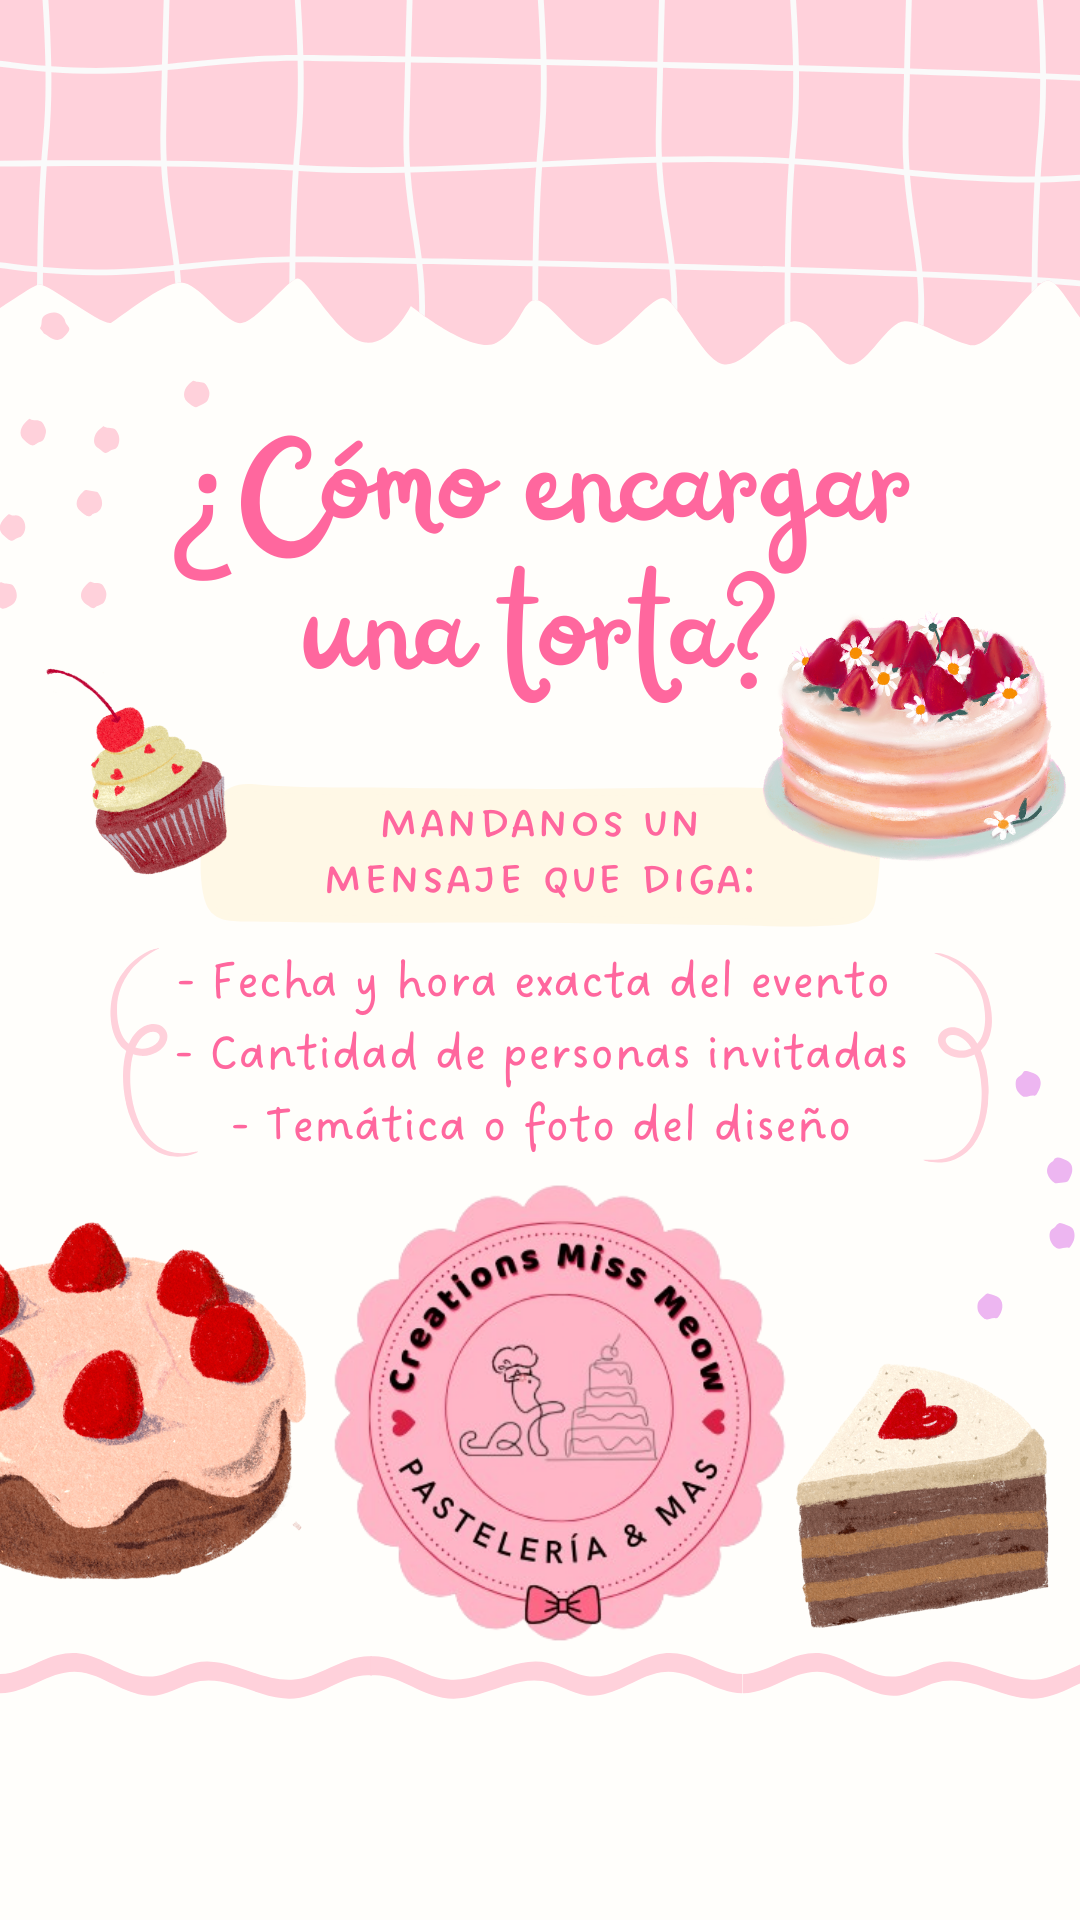 ¿Cómo encargar
una torta?
MANDANOS UN
MENSAJE QUE DIGA:
- Fecha y hora exacta del evento
- Cantidad de personas invitadas
- Temática o foto del diseño
Creations Miss Meow
PASTELERÍA & MAS